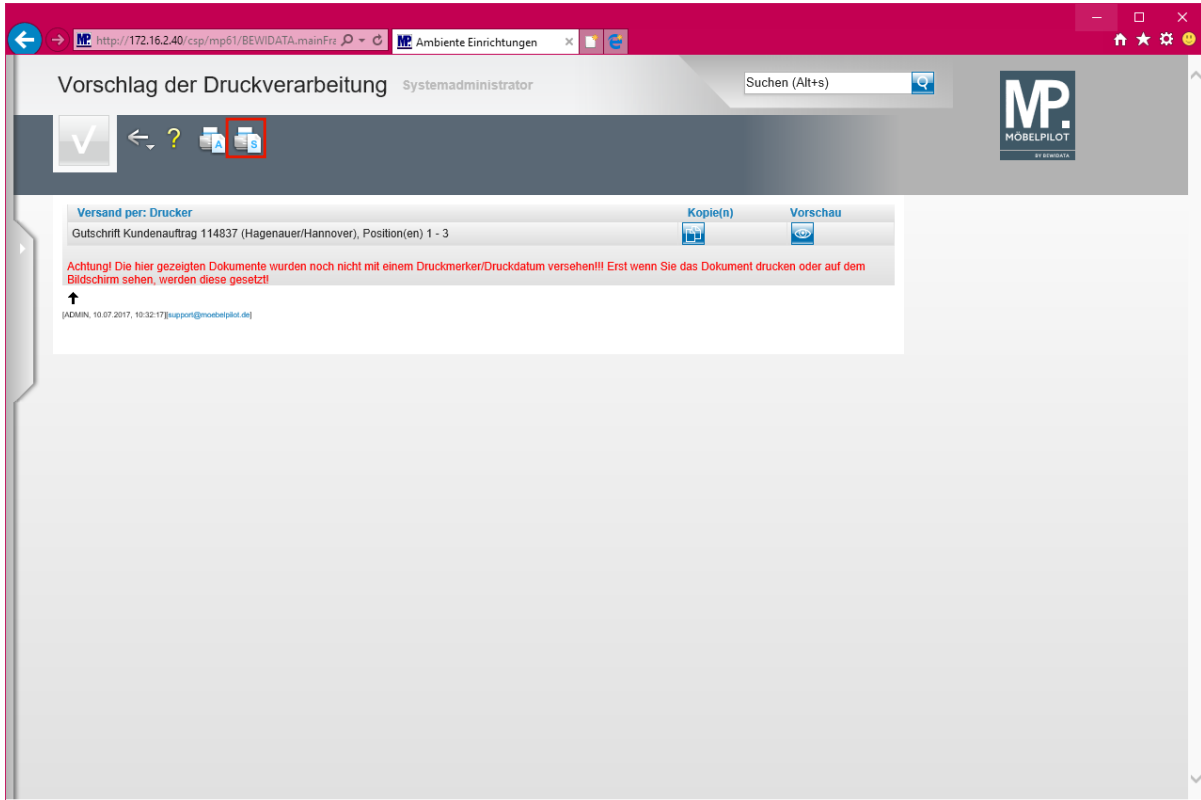 http://172.16.2.40/csp/mp61/BEWIDATA.mainFra
MP. Ambiente Einrichtungen
Vorschlag der Druckverarbeitung Systemadministrator
Suchen (Alt+s)
MP.
MÖBELPILOT
BY BEWIDATA
? A S
Versand per: Drucker Kopie(n) Vorschau
Gutschrift Kundenauftrag 114837 (Hagenauer/Hannover), Position(en) 1 - 3
Achtung! Die hier gezeigten Dokumente wurden noch nicht mit einem Druckmerker/Druckdatum versehen!!! Erst wenn Sie das Dokument drucken oder auf dem
Bildschirm sehen, werden diese gesetzt!
[ADMIN, 10.07.2017, 10:32:17][support@moebelpilot.de]